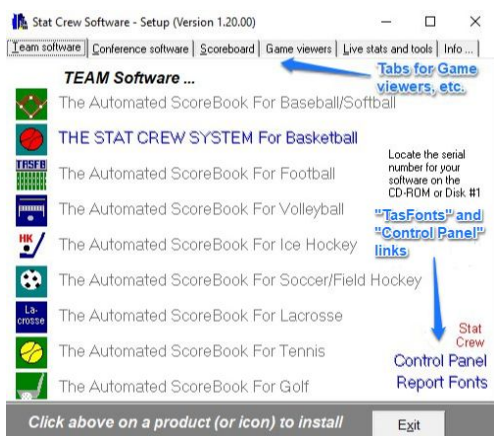 Stat Crew Software - Setup (Version 1.20.00)
Team software Conference software Scoreboard Game viewers Live stats and tools Info ...
Tabs for Game
viewers, etc.
TEAM Software ...
The Automated ScoreBook For Baseball/Softball
THE STAT CREW SYSTEM For Basketball
TASFB
The Automated ScoreBook For Football
The Automated ScoreBook For Volleyball
HK
The Automated ScoreBook For Ice Hockey
The Automated ScoreBook For Soccer/Field Hockey
La-
crosse
The Automated ScoreBook For Lacrosse
The Automated ScoreBook For Tennis
The Automated ScoreBook For Golf
Locate the serial
number for your
software on the
CD-ROM or Disk #1
"TasFonts" and
"Control Panel"
links
Stat
Crew
Control Panel
Report Fonts
Click above on a product (or icon) to install
Exit